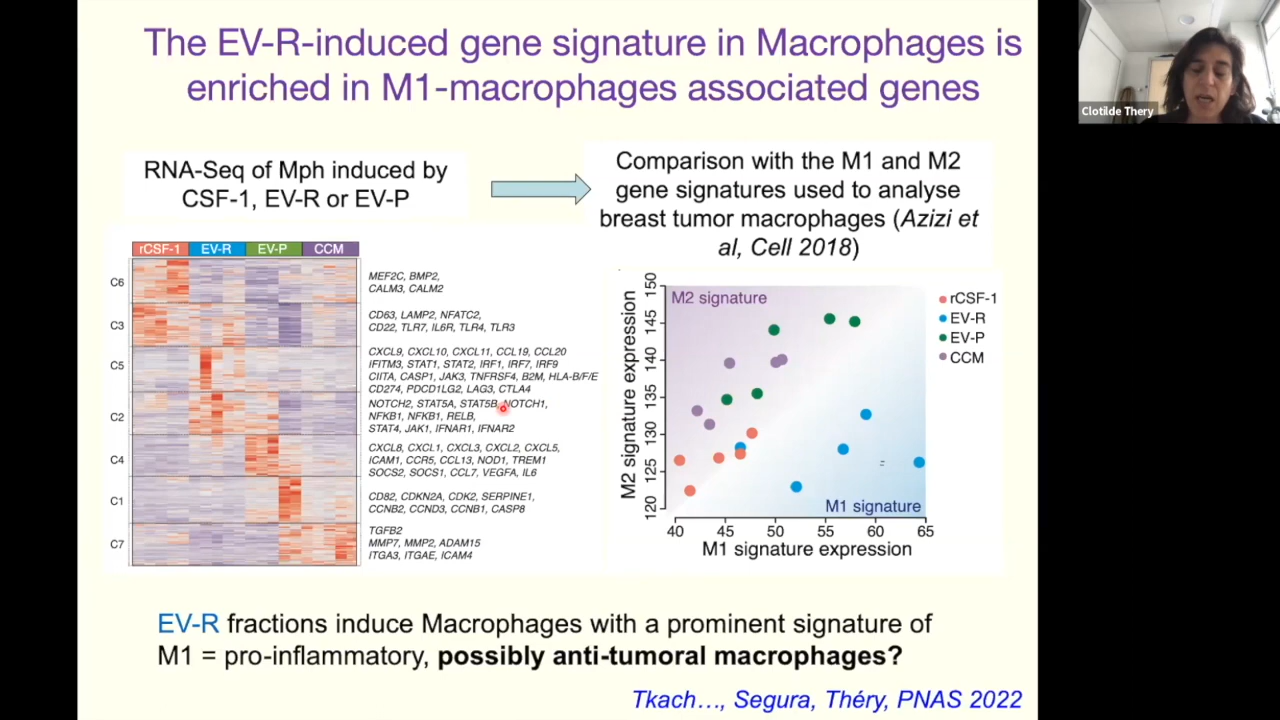 The EV-R-induced gene signature in Macrophages is
enriched in M1-macrophages associated genes
Clotilde Thery
RNA-Seq of Mph induced by
CSF-1, EV-R or EV-P
Comparison with the M1 and M2
gene signatures used to analyse
breast tumor macrophages (Azizi et
al, Cell 2018)
rCSF-1 EV-R EV-P CCM
C6
MEF2C, BMP2,
CALM3, CALM2
C3
CD63, LAMP2, NFATC2,
CD22, TLR7, IL6R, TLR4, TLR3
C5
CXCL9, CXCL10, CXCL11, CCL19, CCL20
IFITM3, STAT1, STAT2, IRF1, IRF7, IRF9
CIITA, CASP1, JAK3, TNFRSF4, B2M, HLA-B/F/E
CD274, PDCD1LG2, LAG3, CTLA4
C2
NOTCH2, STAT5A, STAT5B, NOTCH1,
NFKB1, NFKB1, RELB,
STAT4, JAK1, IFNAR1, IFNAR2
C4
CXCL8, CXCL1, CXCL3, CXCL2, CXCL5,
ICAM1, CCR5, CCL13, NOD1, TREM1
SOCS2, SOCS1, CCL7, VEGFA, IL6
C1
CD82, CDKN2A, CDK2, SERPINE1,
CCNB2, CCND3, CCNB1, CASP8
C7
TGFB2
MMP7, MMP2, ADAM15
ITGA3, ITGAE, ICAM4
M2 signature expression
150
145
140
135
130
125
120
M2 signature
M1 signature
=
40 45 50 55 60 65
M1 signature expression
rCSF-1
EV-R
EV-P
CCM
EV-R fractions induce Macrophages with a prominent signature of
M1 = pro-inflammatory, possibly anti-tumoral macrophages?
Tkach…, Segura, Théry, PNAS 2022